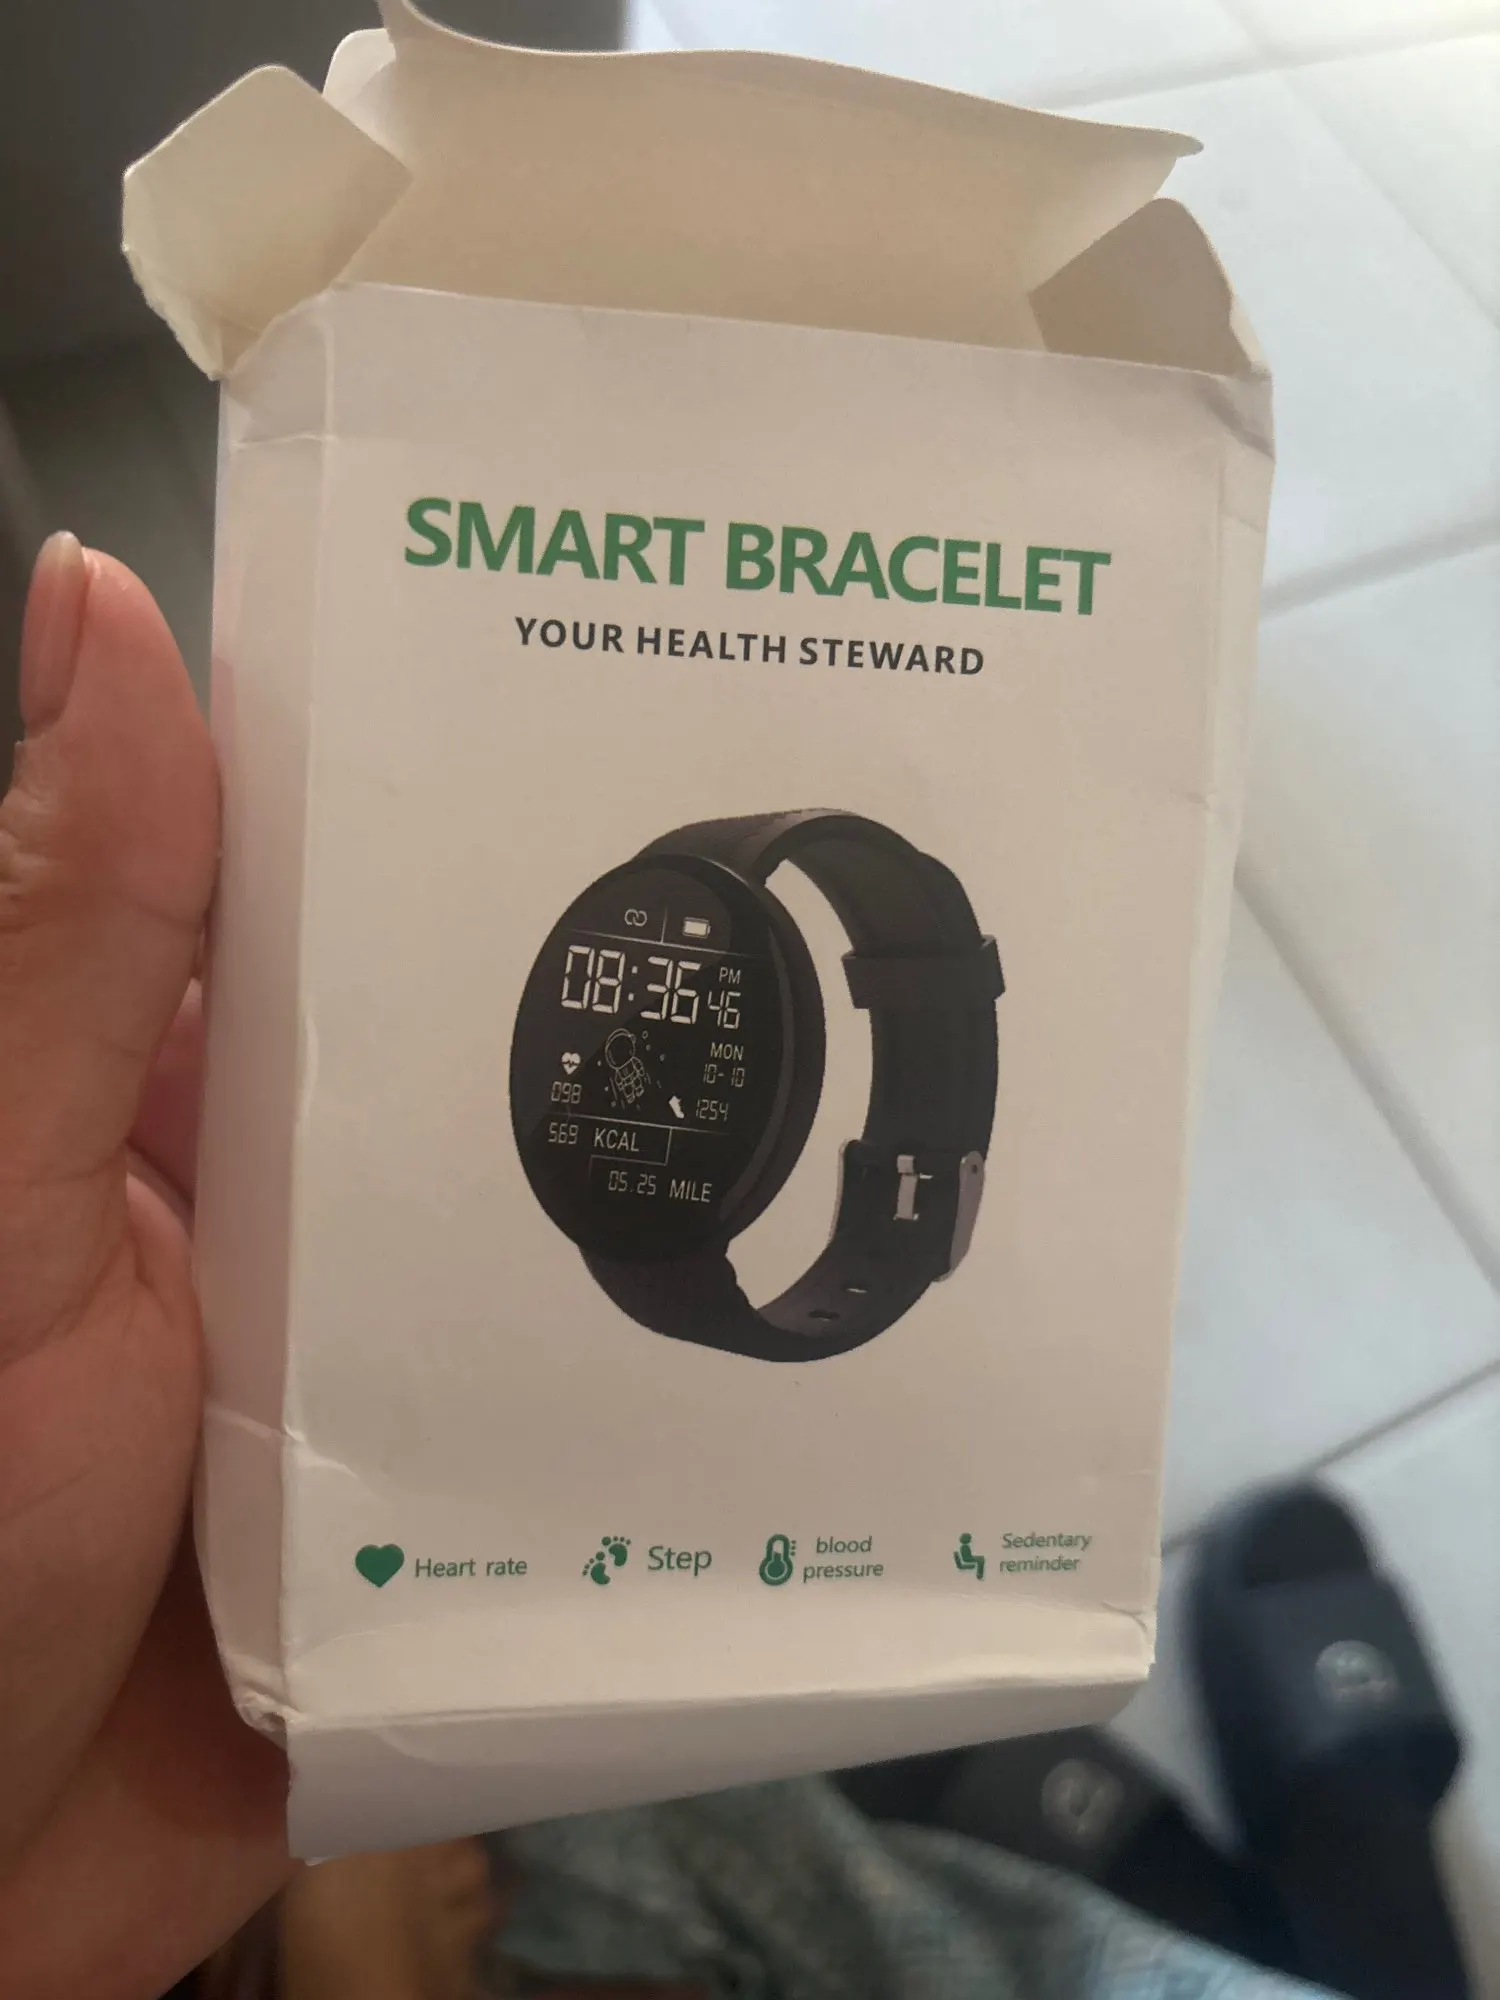 SMART BRACELET
YOUR HEALTH STEWARD
08:36 PM
46
MON
10-10
098
1254
569 KCAL
05.25 MILE
Heart rate
Step
blood
pressure
Sedentary
reminder